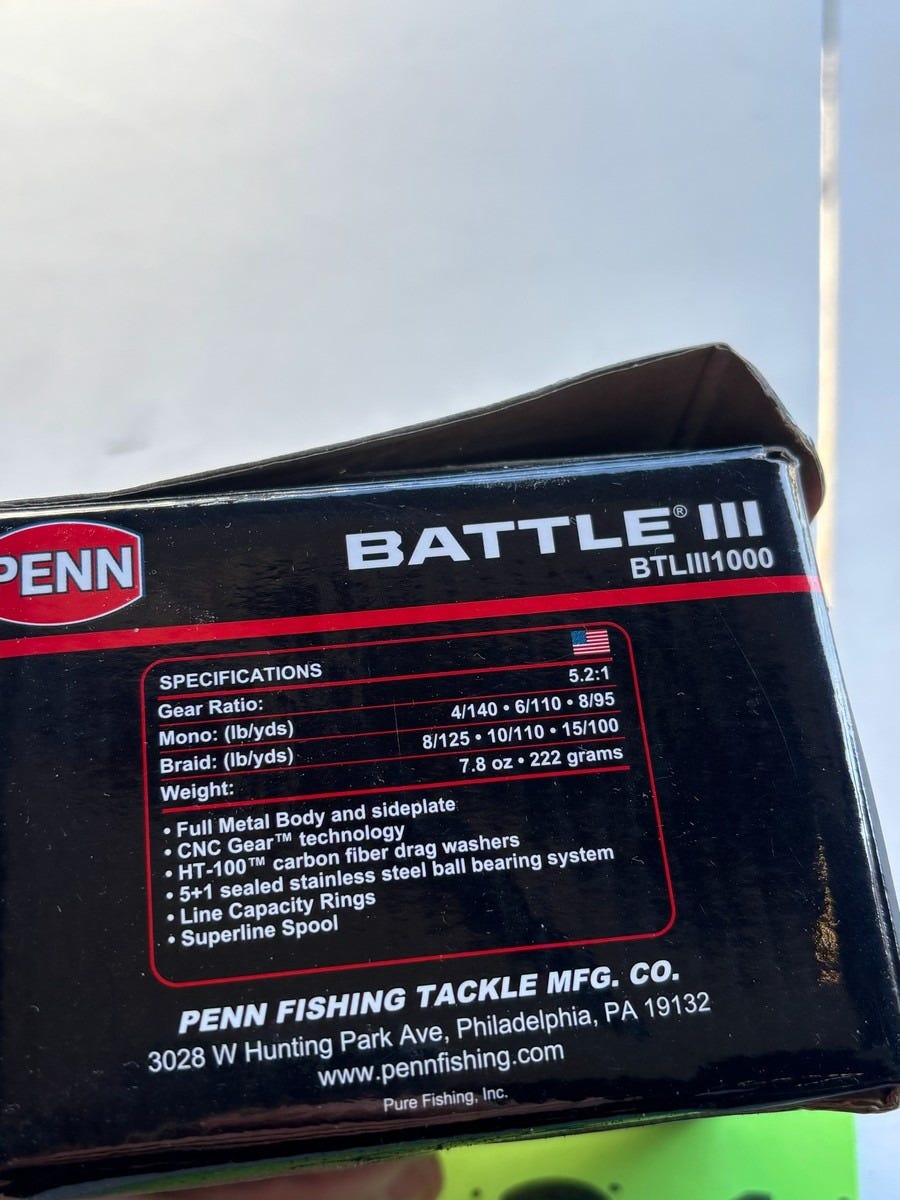 PENN
BATTLE® III
BTLIII1000
SPECIFICATIONS
Gear Ratio: 5.2:1
Mono: (lb/yds) 4/140 • 6/110 • 8/95
Braid: (lb/yds) 8/125 • 10/110 • 15/100
Weight: 7.8 oz • 222 grams
• Full Metal Body and sideplate
• CNC Gear™ technology
• HT-100™ carbon fiber drag washers
• 5+1 sealed stainless steel ball bearing system
• Line Capacity Rings
• Superline Spool
PENN FISHING TACKLE MFG. CO.
3028 W Hunting Park Ave, Philadelphia, PA 19132
www.pennfishing.com
Pure Fishing, Inc.